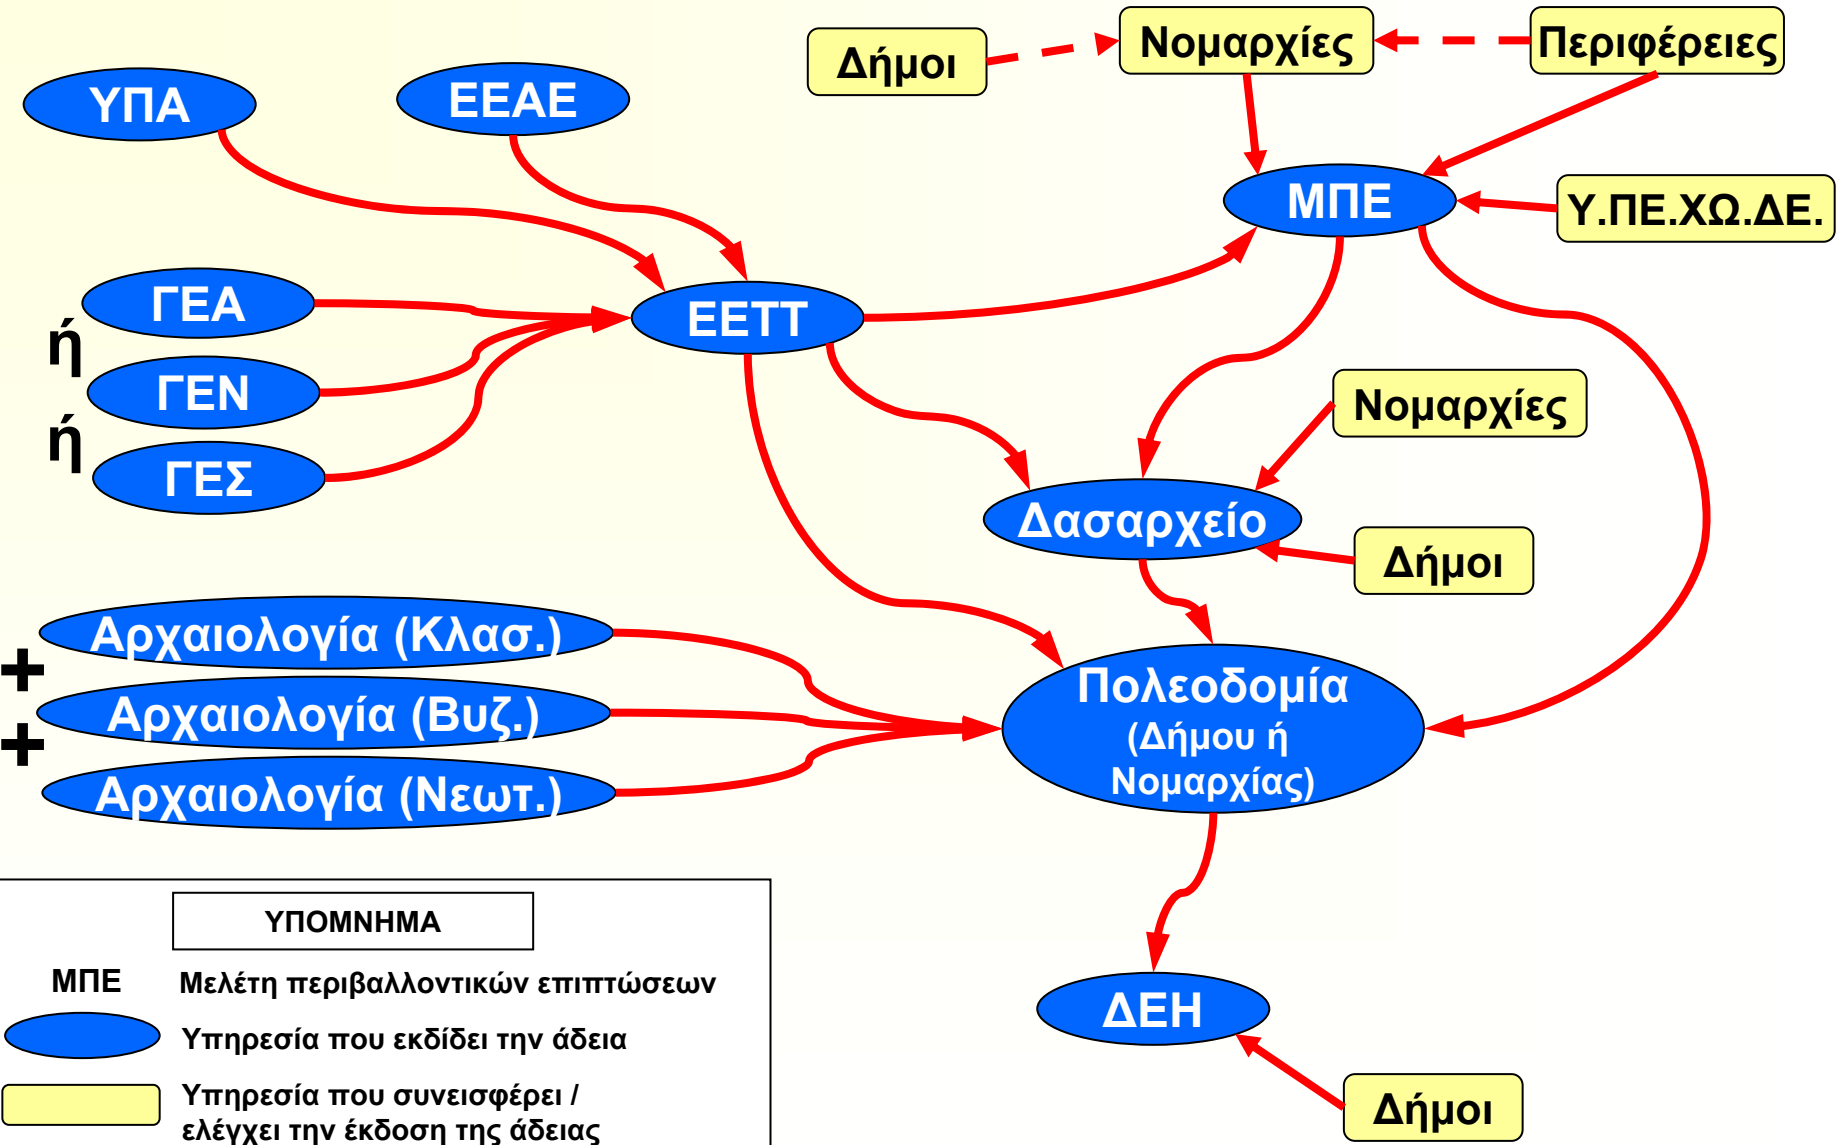 Δήμοι
Νομαρχίες
Περιφέρειες
ΥΠΑ
ΕΕΑΕ
ΜΠΕ
Υ.ΠΕ.ΧΩ.ΔΕ.
ΓΕΑ
ή
ΕΕΤΤ
ΓΕΝ
Νομαρχίες
ή
ΓΕΣ
Δασαρχείο
Δήμοι
Αρχαιολογία (Κλασ.)
+
Αρχαιολογία (Βυζ.)
+
Αρχαιολογία (Νεωτ.)
Πολεοδομία
(Δήμου ή
Νομαρχίας)
ΔΕΗ
Δήμοι
ΥΠΟΜΝΗΜΑ
ΜΠΕ Μελέτη περιβαλλοντικών επιπτώσεων
Υπηρεσία που εκδίδει την άδεια
Υπηρεσία που συνεισφέρει /
ελέγχει την έκδοση της άδειας